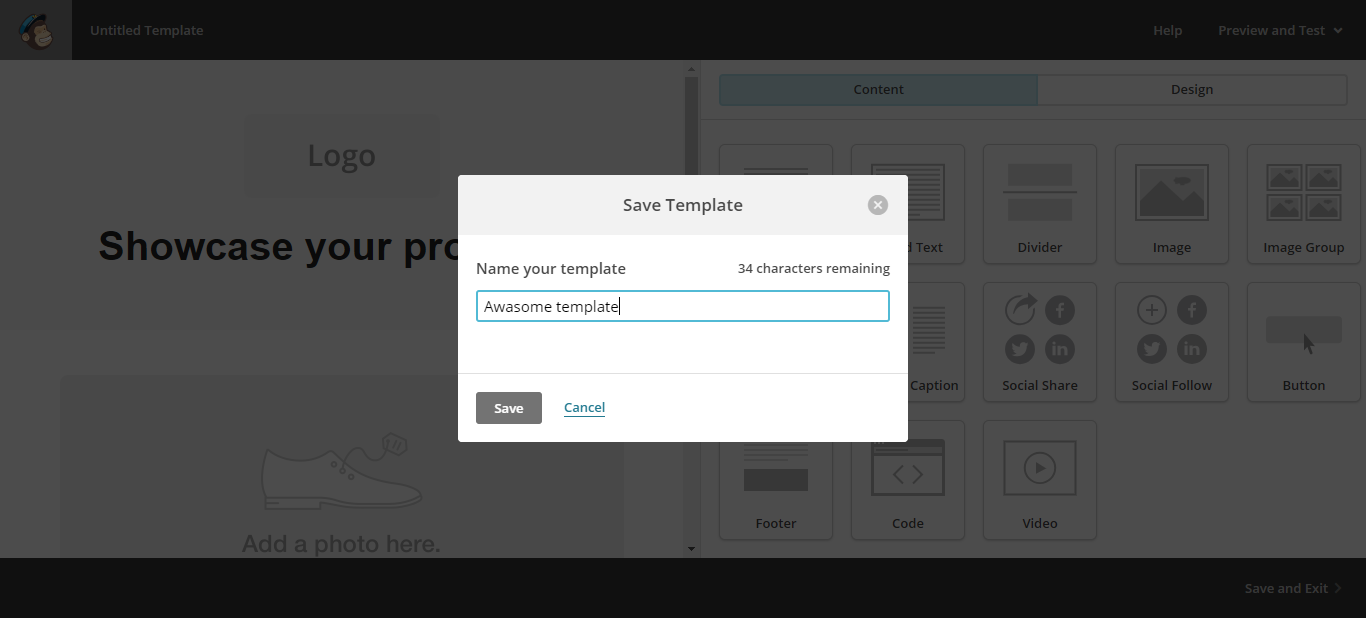 Untitled Template
Help
Preview and Test
Content
Design
Logo
Showcase your pro
d Text
Divider
Image
Image Group
Save Template
Name your template
34 characters remaining
Awasome template
Save
Cancel
Caption
Social Share
Social Follow
Button
Add a photo here.
Footer
Code
Video
Save and Exit